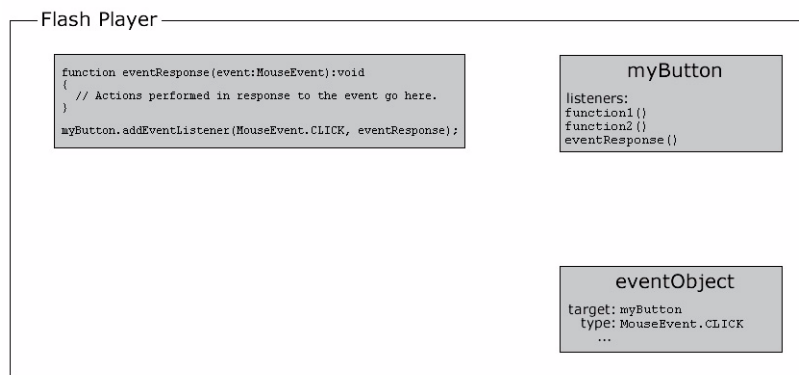 Flash Player
function eventResponse(event:MouseEvent):void
{
// Actions performed in response to the event go here.
}
myButton.addEventListener(MouseEvent.CLICK, eventResponse);
myButton
listeners:
function1()
function2()
eventResponse()
eventObject
target: myButton
type: MouseEvent.CLICK
...